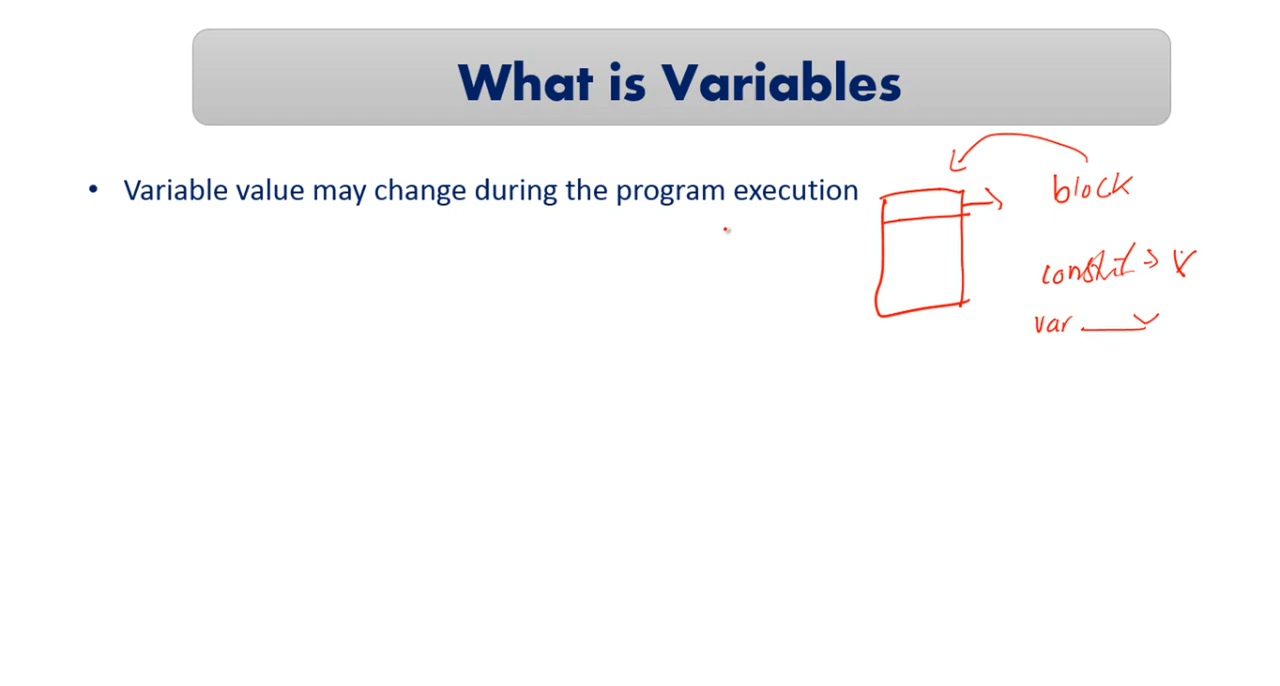 What is Variables
• Variable value may change during the program execution
block
var